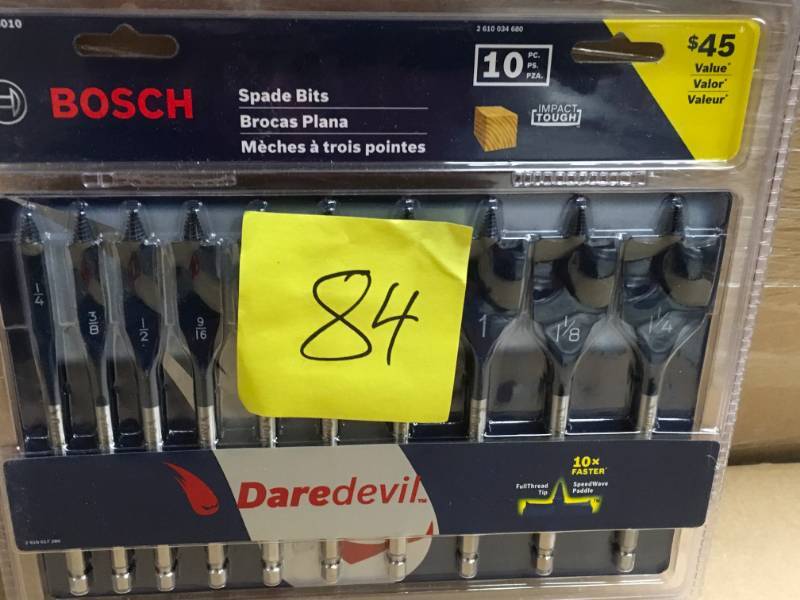 2 610 034 680
$45
Value*
Valor*
Valeur*
10 PC.
PS.
PZA.
BOSCH
Spade Bits
Brocas Plana
Mèches à trois pointes
IMPACT
TOUGH
1/4
3/8
1/2
9/16
84
1
1 1/8
1 1/4
Daredevil™
10x
FASTER*
FullThread
Tip
SpeedWave
Paddle